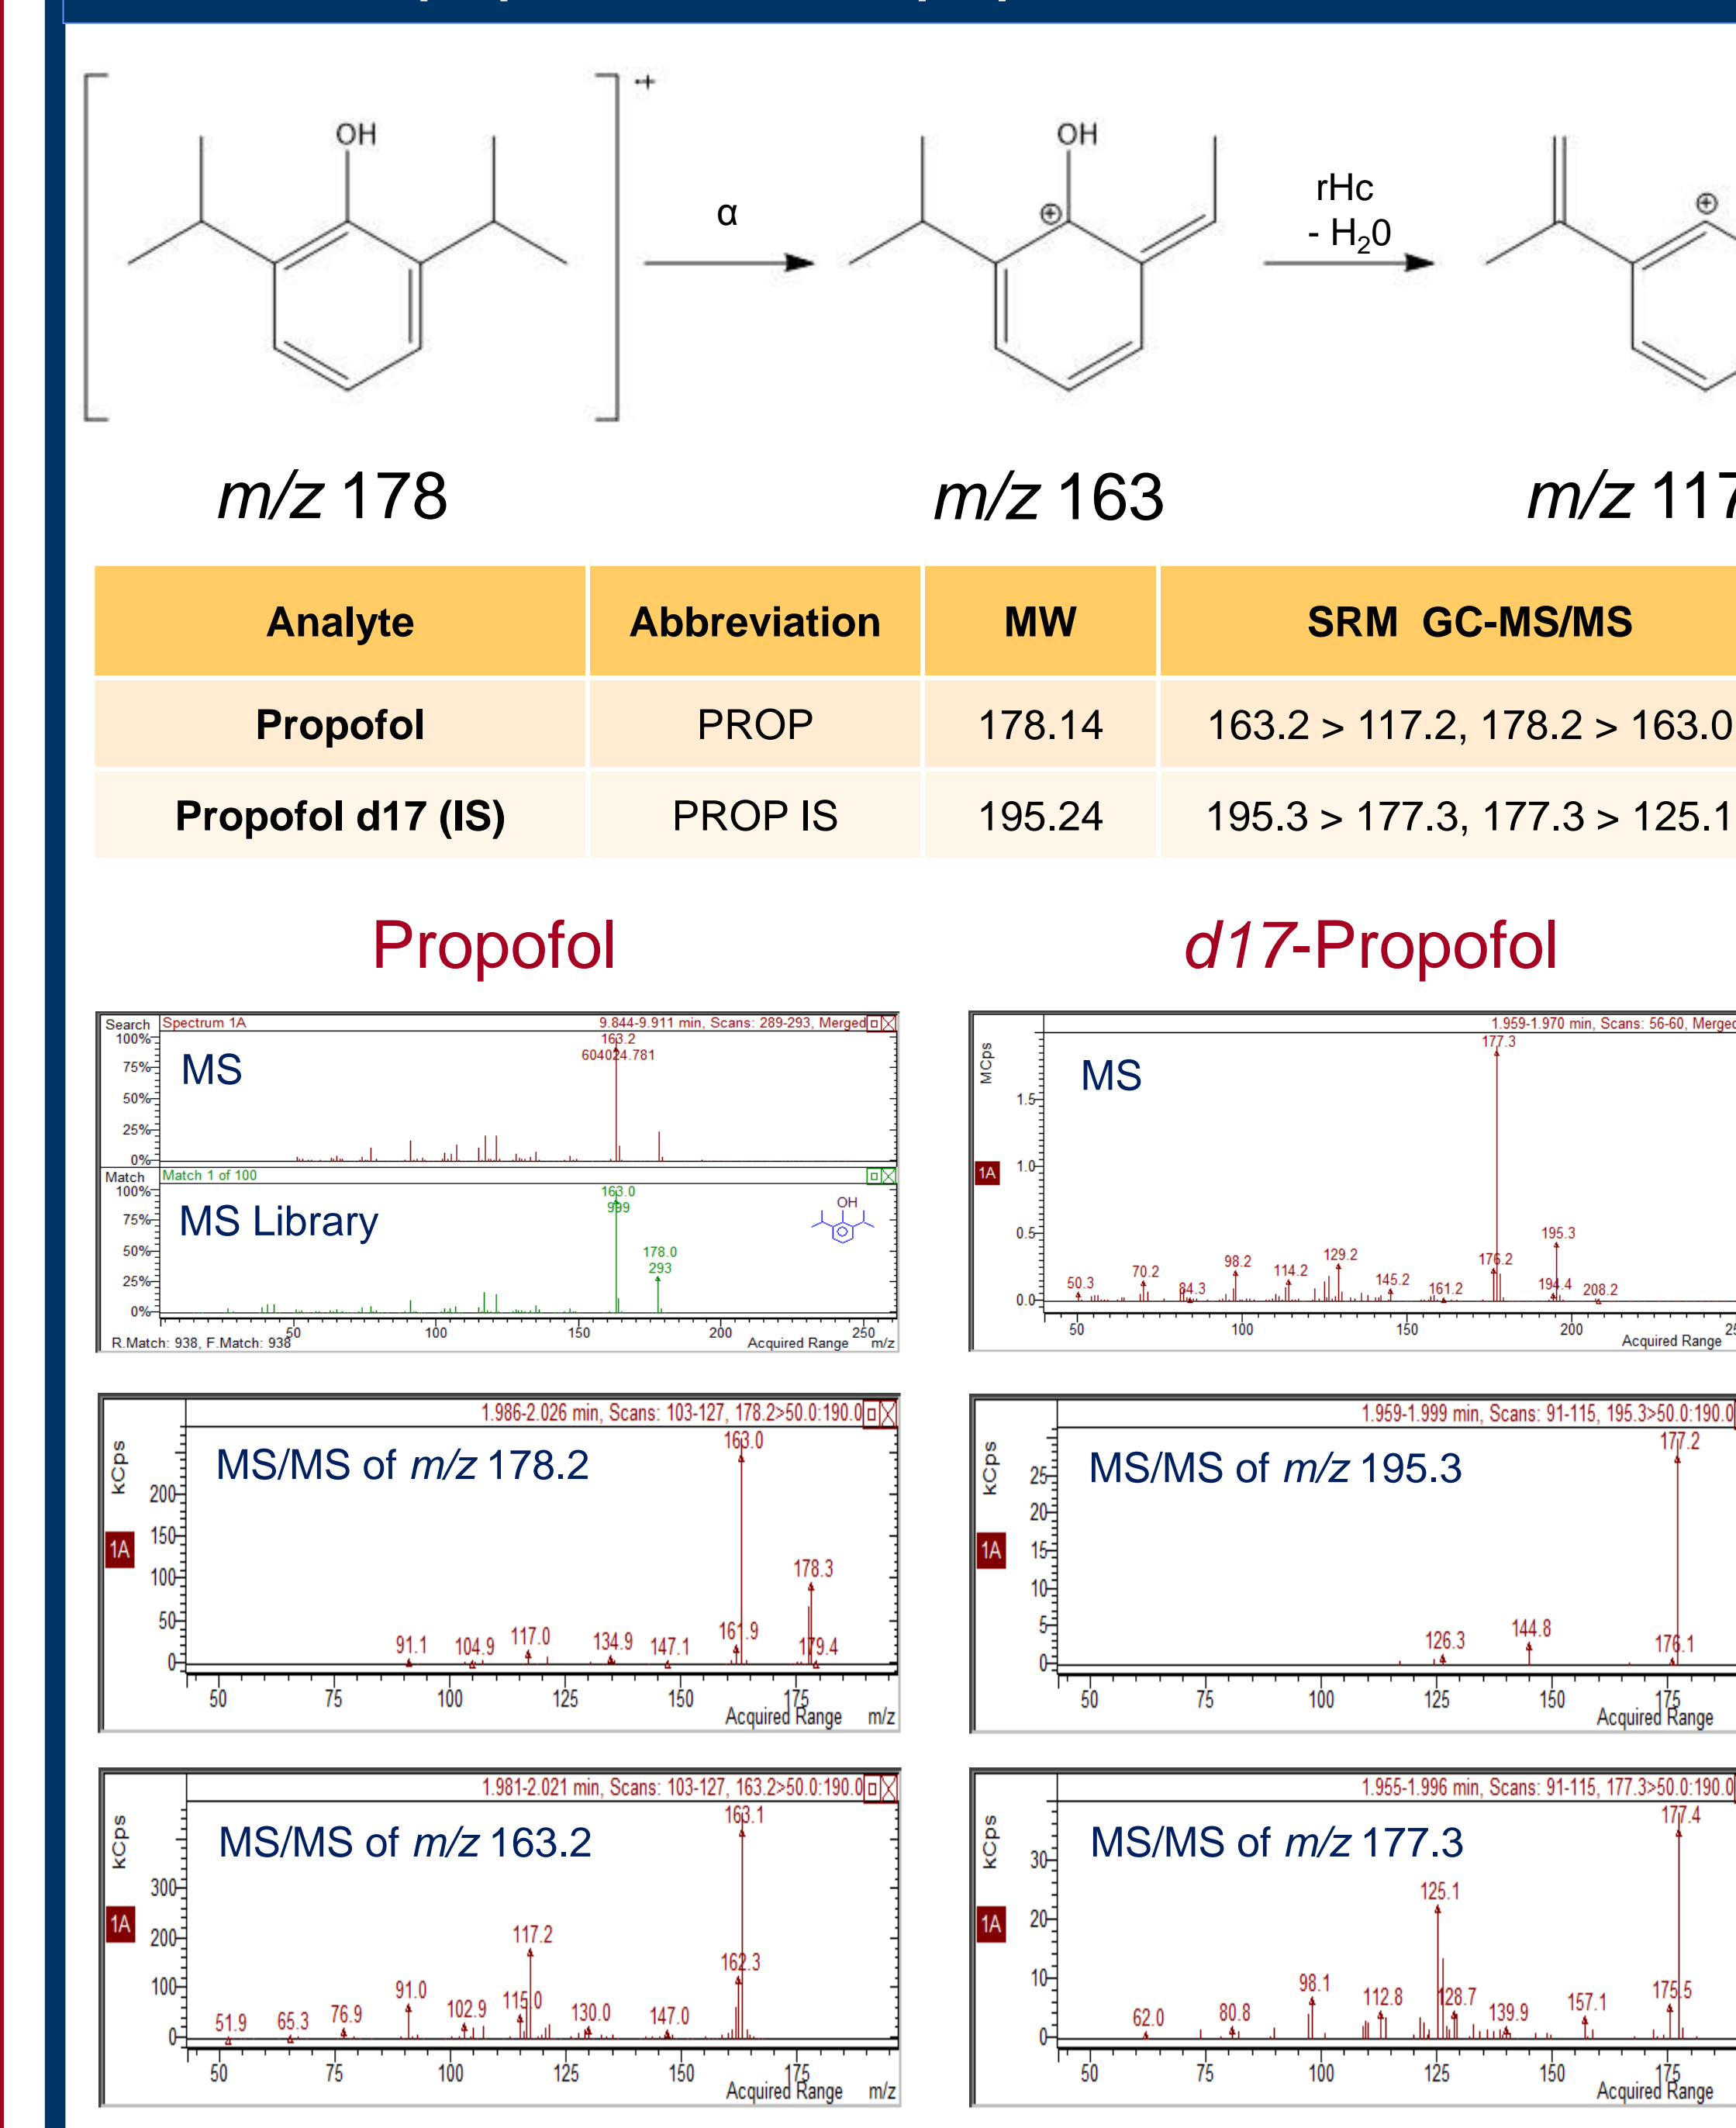 OH
OH
α
rHc
- H₂0
m/z 178
m/z 163
m/z 117
Analyte Abbreviation MW SRM GC-MS/MS
Propofol PROP 178.14 163.2 > 117.2, 178.2 > 163.0
Propofol d17 (IS) PROP IS 195.24 195.3 > 177.3, 177.3 > 125.1
Propofol
d17-Propofol
Search Spectrum 1A 9.844-9.911 min, Scans: 289-293, Merged
100%
163.2
604024.781
MS
75%
50%
25%
0%
Match Match 1 of 100
100%
163.0
999
OH
MS Library
75%
50%
178.0
293
25%
0%
50 100 150 200 250
R.Match: 938, F.Match: 938 Acquired Range m/z
1.959-1.970 min, Scans: 56-60, Merged
MCps
177.3
MS
1.5
1A
1.0
0.5
0.0
50.3 70.2 84.3 98.2 114.2 129.2 145.2 161.2 176.2 194.4 195.3 208.2
50 100 150 200
Acquired Range
1.986-2.026 min, Scans: 103-127, 178.2>50.0:190.0
kCps
163.0
MS/MS of m/z 178.2
200
150
1A
100
50
0
91.1 104.9 117.0 134.9 147.1 161.9 178.3 179.4
50 75 100 125 150 175
Acquired Range m/z
1.959-1.999 min, Scans: 91-115, 195.3>50.0:190.0
kCps
177.2
MS/MS of m/z 195.3
25
20
1A
15
10
5
0
126.3 144.8 176.1
50 75 100 125 150 175
Acquired Range
1.981-2.021 min, Scans: 103-127, 163.2>50.0:190.0
kCps
163.1
MS/MS of m/z 163.2
300
1A
200
100
0
51.9 65.3 76.9 91.0 102.9 115.0 117.2 130.0 147.0 162.3
50 75 100 125 150 175
Acquired Range m/z
1.955-1.996 min, Scans: 91-115, 177.3>50.0:190.0
kCps
177.4
MS/MS of m/z 177.3
30
1A
20
10
0
62.0 80.8 98.1 112.8 125.1 128.7 139.9 157.1 175.5
50 75 100 125 150 175
Acquired Range